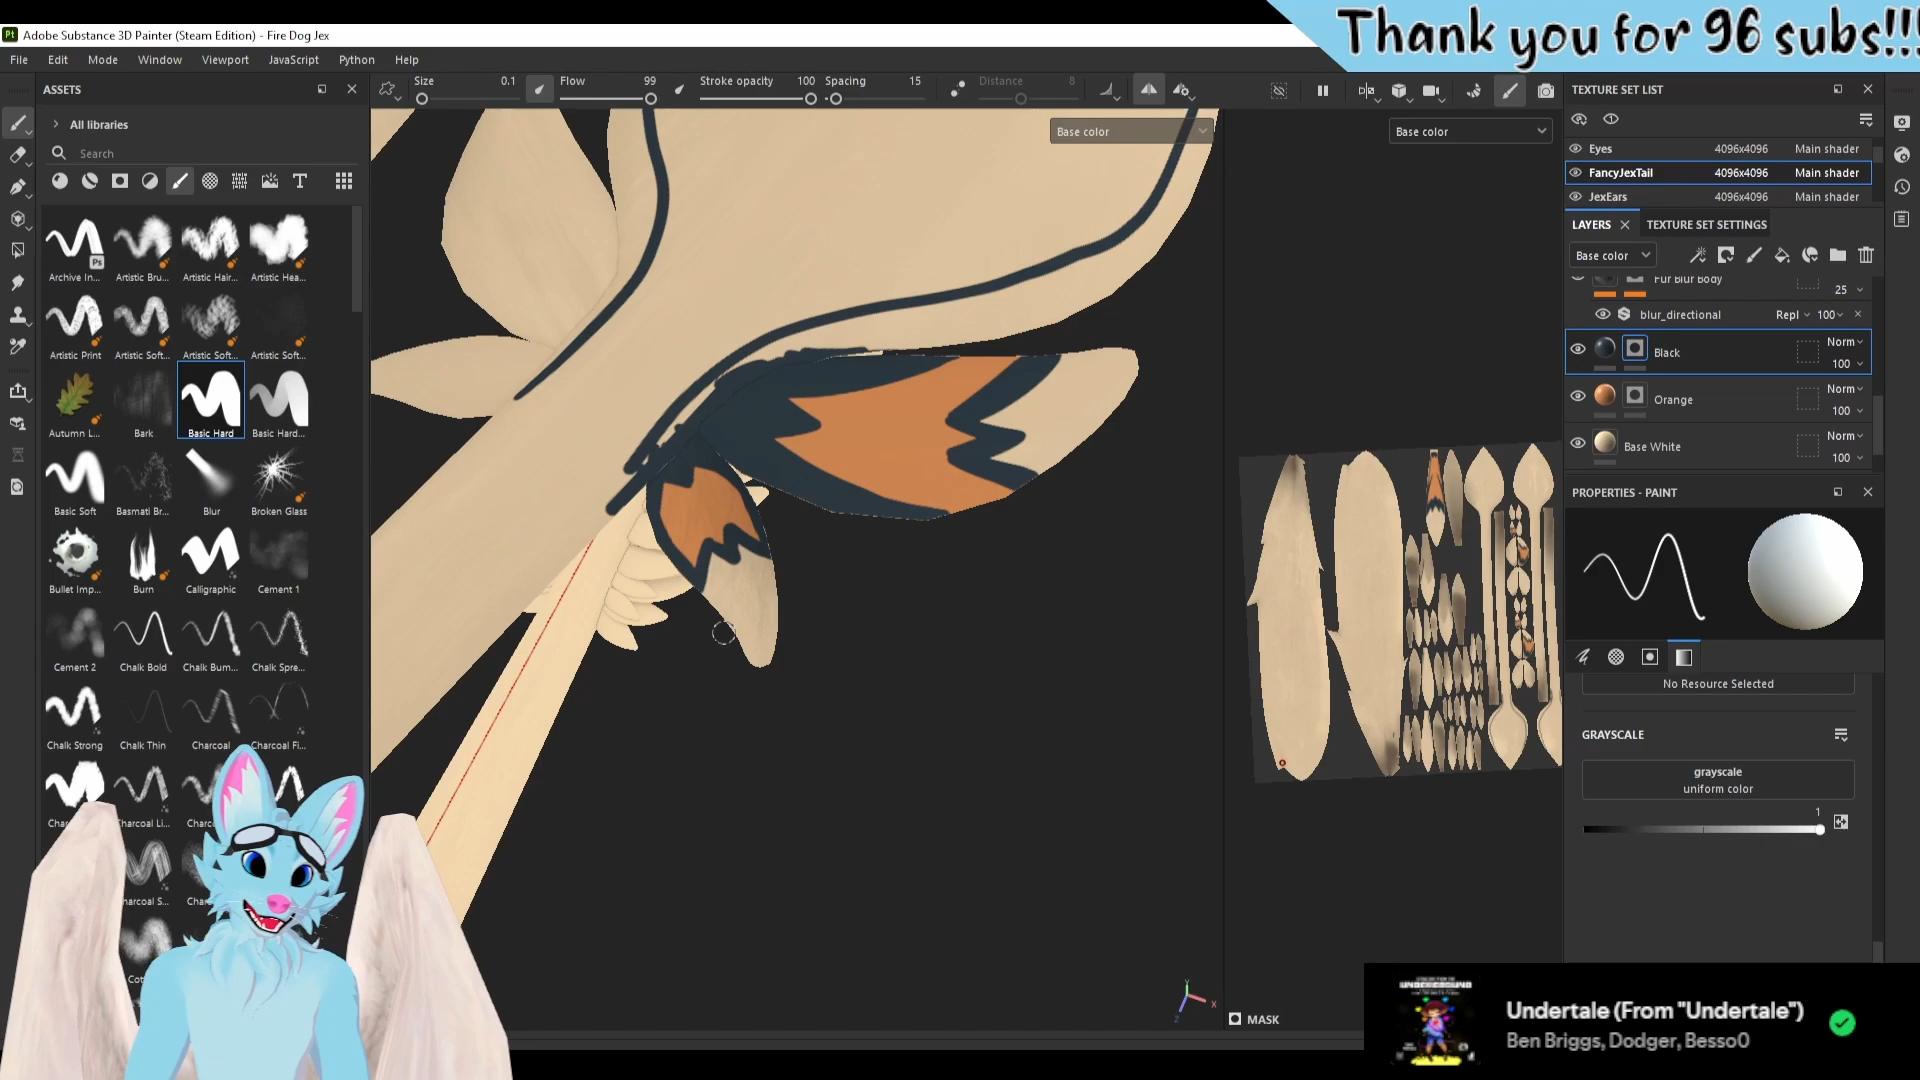 Thank you for 96 subs!!!
Adobe Substance 3D Painter (Steam Edition) - Fire Dog Jex
File Edit Mode Window Viewport JavaScript Python Help
ASSETS
Size 0.1 Flow 99 Stroke opacity 100 Spacing 15 Distance 8
All libraries
Search
Archive In... Artistic Bru... Artistic Hair... Artistic Hea...
Artistic Print Artistic Soft... Artistic Soft... Artistic Soft...
Autumn L... Bark Basic Hard Basic Hard...
Basic Soft Basmati Br... Blur Broken Glass
Bullet Imp... Burn Calligraphic Cement 1
Cement 2 Chalk Bold Chalk Bum... Chalk Spre...
Chalk Strong Chalk Thin Charcoal Charcoal Fi...
Base color
Base color
MASK
TEXTURE SET LIST
Eyes 4096x4096 Main shader
FancyJexTail 4096x4096 Main shader
JexEars 4096x4096 Main shader
LAYERS TEXTURE SET SETTINGS
Base color
Fur Blur Body
25
blur_directional Repl 100
Black Norm 100
Orange Norm 100
Base White Norm 100
PROPERTIES - PAINT
No Resource Selected
GRAYSCALE
grayscale
uniform color
1
Undertale (From "Undertale")
Ben Briggs, Dodger, Besso0